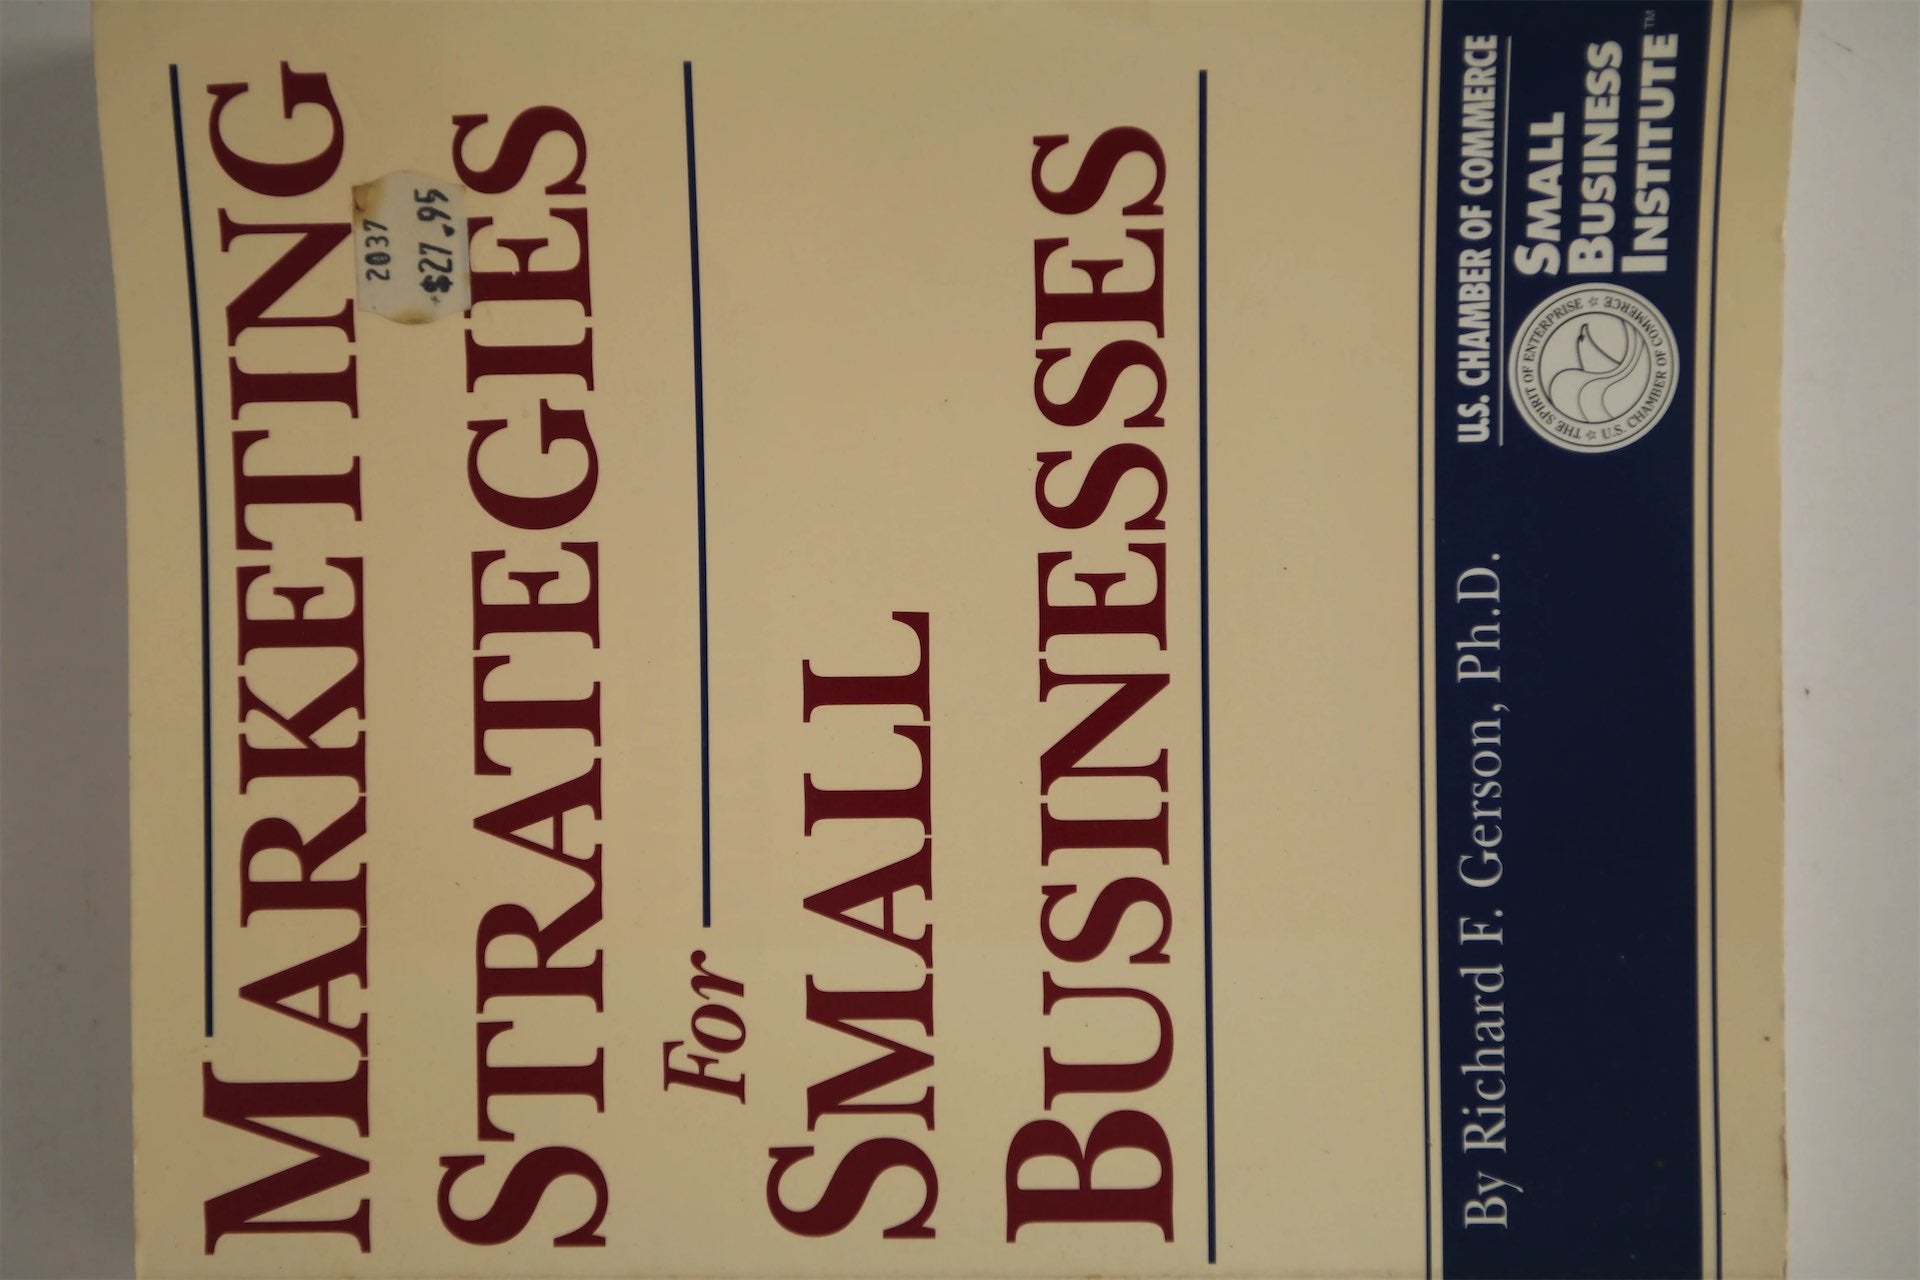 MARKETING
2037
$27.95
STRATEGIES
For
SMALL
BUSINESSES
By Richard F. Gerson, Ph.D.
U.S. CHAMBER OF COMMERCE
SMALL
BUSINESS
INSTITUTE™
THE SPIRIT OF ENTERPRISE ☆
U.S. CHAMBER OF COMMERCE ☆